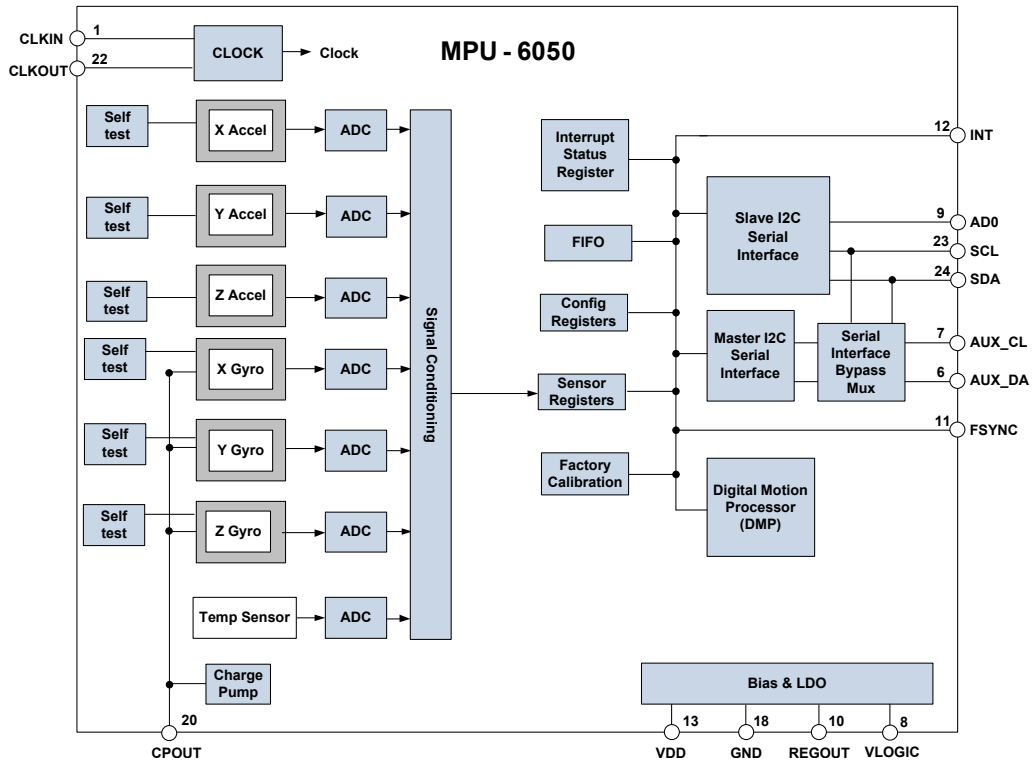 MPU - 6050
CLKIN
1
CLKOUT
22
CLOCK
Clock
Self
test
X Accel
ADC
Self
test
Y Accel
ADC
Self
test
Z Accel
ADC
Self
test
X Gyro
ADC
Self
test
Y Gyro
ADC
Self
test
Z Gyro
ADC
Temp Sensor
ADC
Signal Conditioning
Charge
Pump
20
CPOUT
Interrupt
Status
Register
FIFO
Config
Registers
Sensor
Registers
Factory
Calibration
Slave I2C
Serial
Interface
Master I2C
Serial
Interface
Serial
Interface
Bypass
Mux
Digital Motion
Processor
(DMP)
12
INT
9
AD0
23
SCL
24
SDA
7
AUX_CL
6
AUX_DA
11
FSYNC
Bias & LDO
13
VDD
18
GND
10
REGOUT
8
VLOGIC